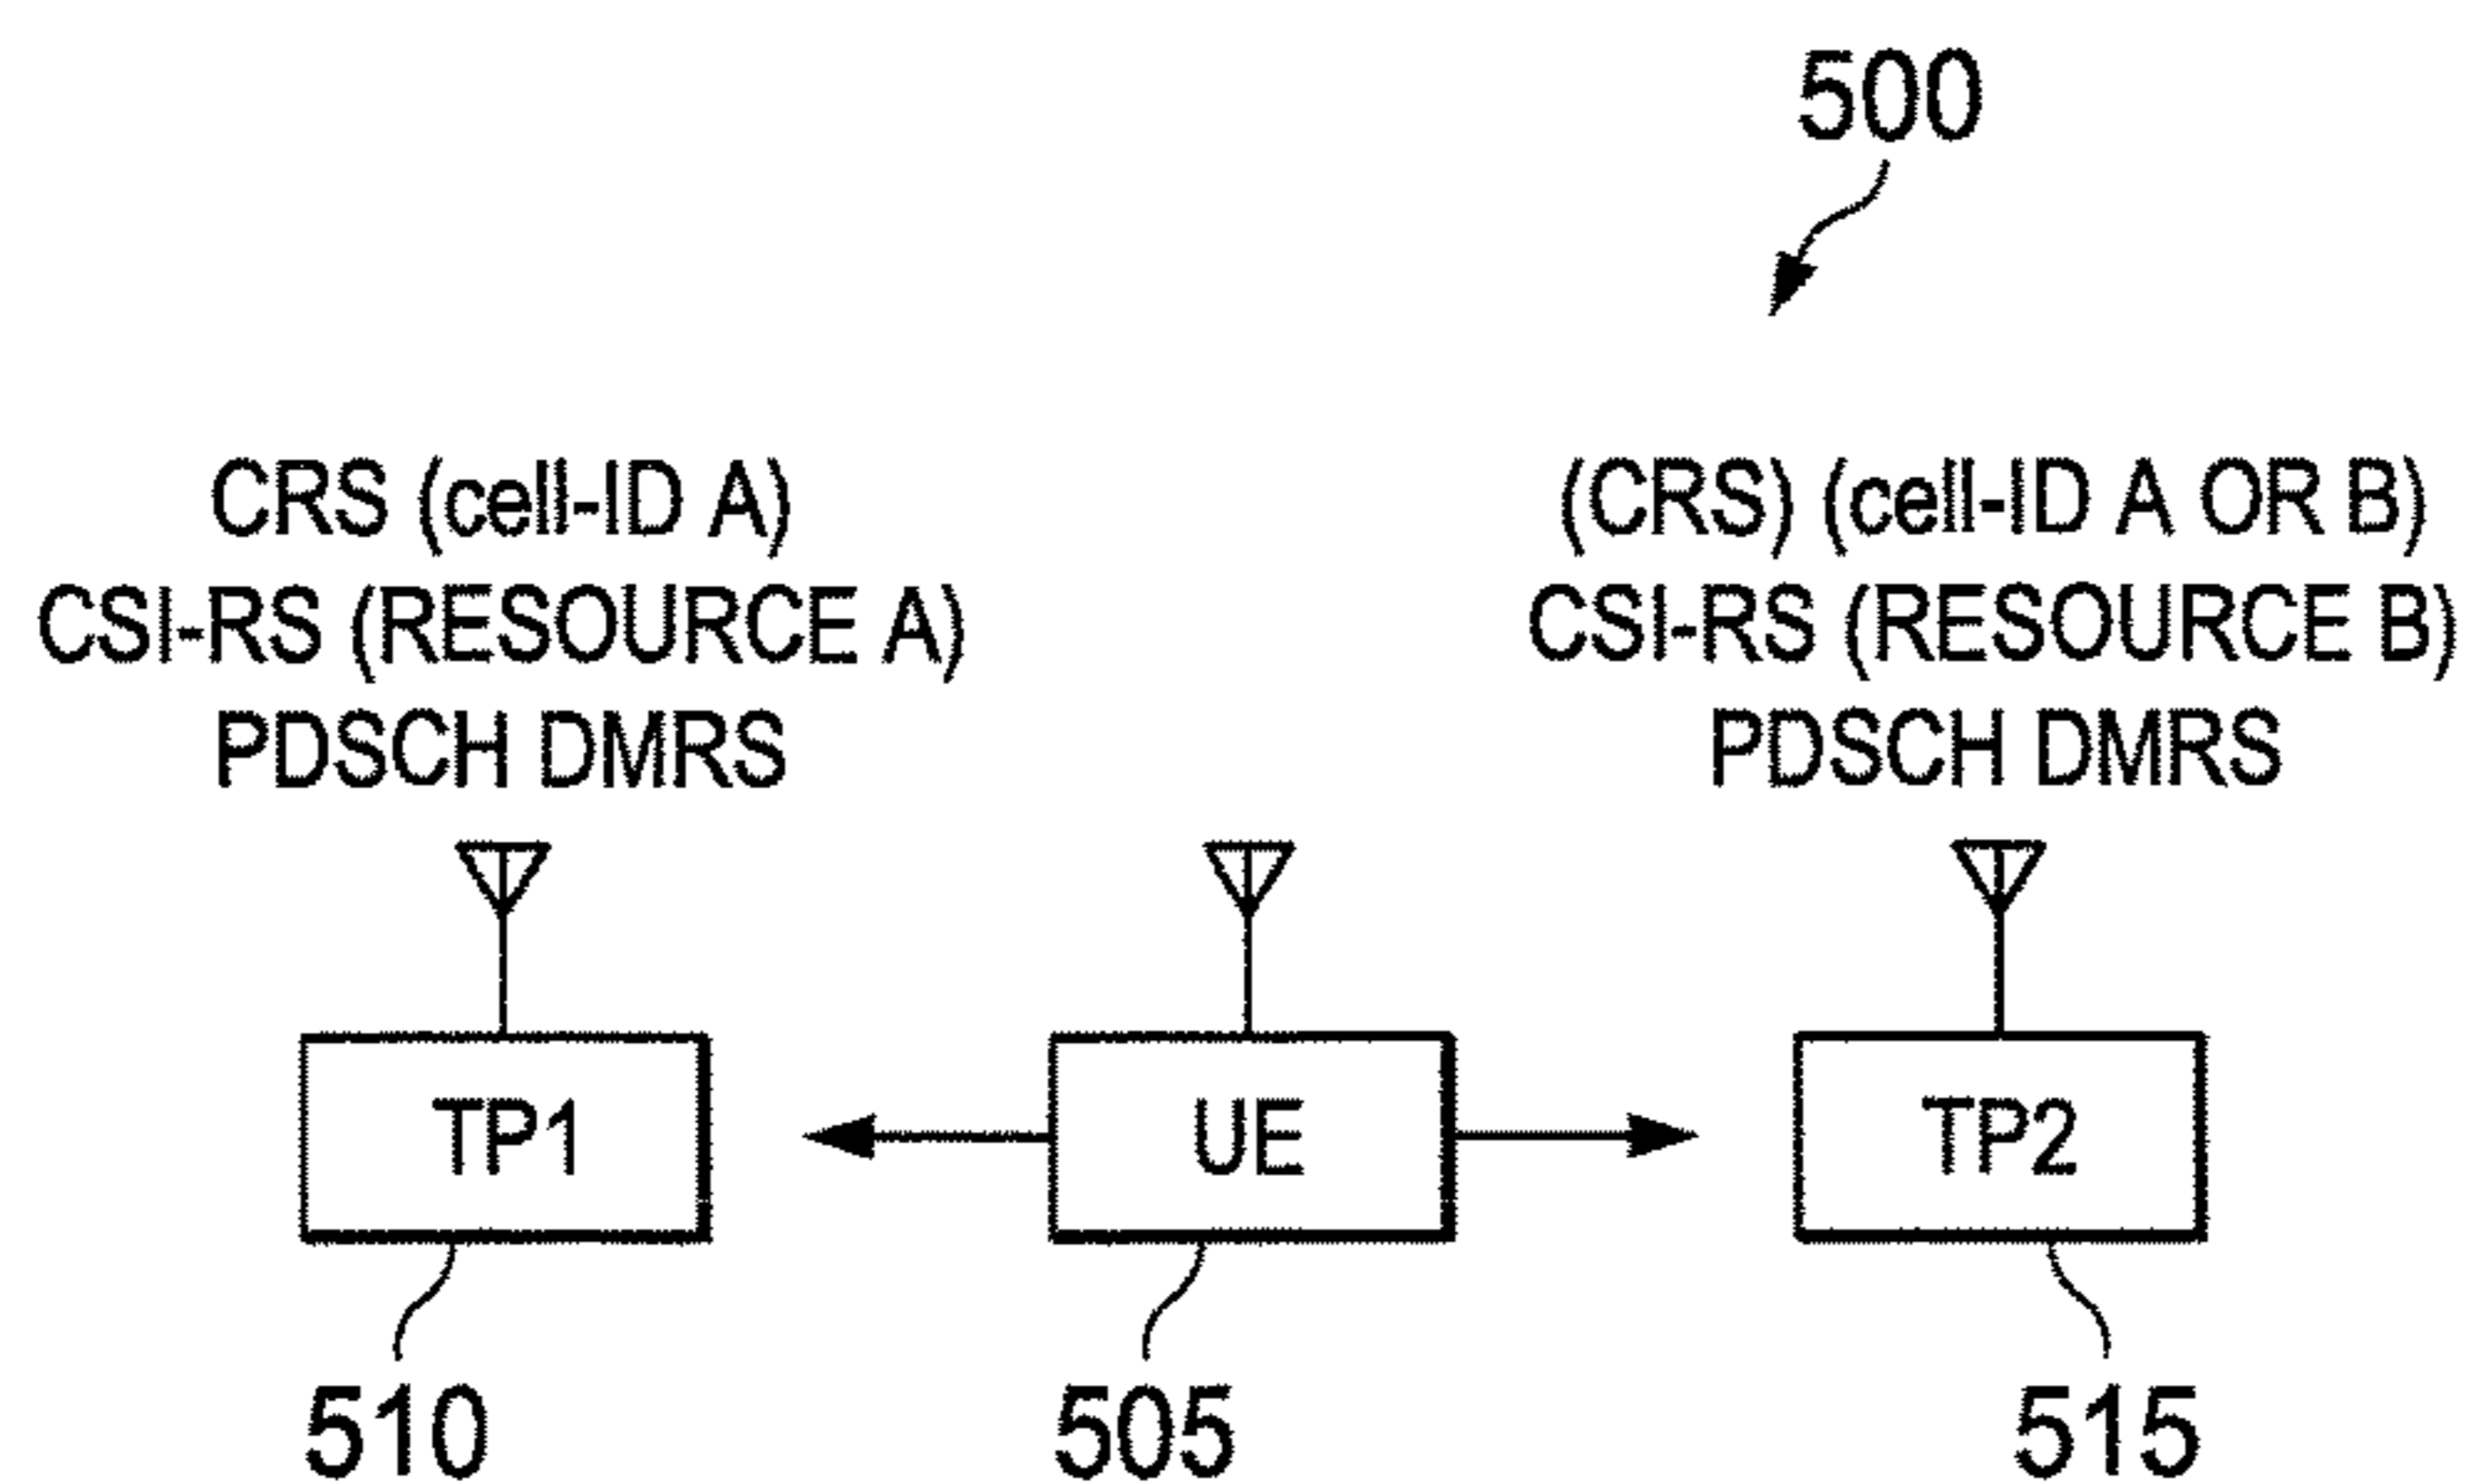 500
CRS (cell-ID A)
CSI-RS (RESOURCE A)
PDSCH DMRS
(CRS) (cell-ID A OR B)
CSI-RS (RESOURCE B)
PDSCH DMRS
TP1
UE
TP2
510
505
515